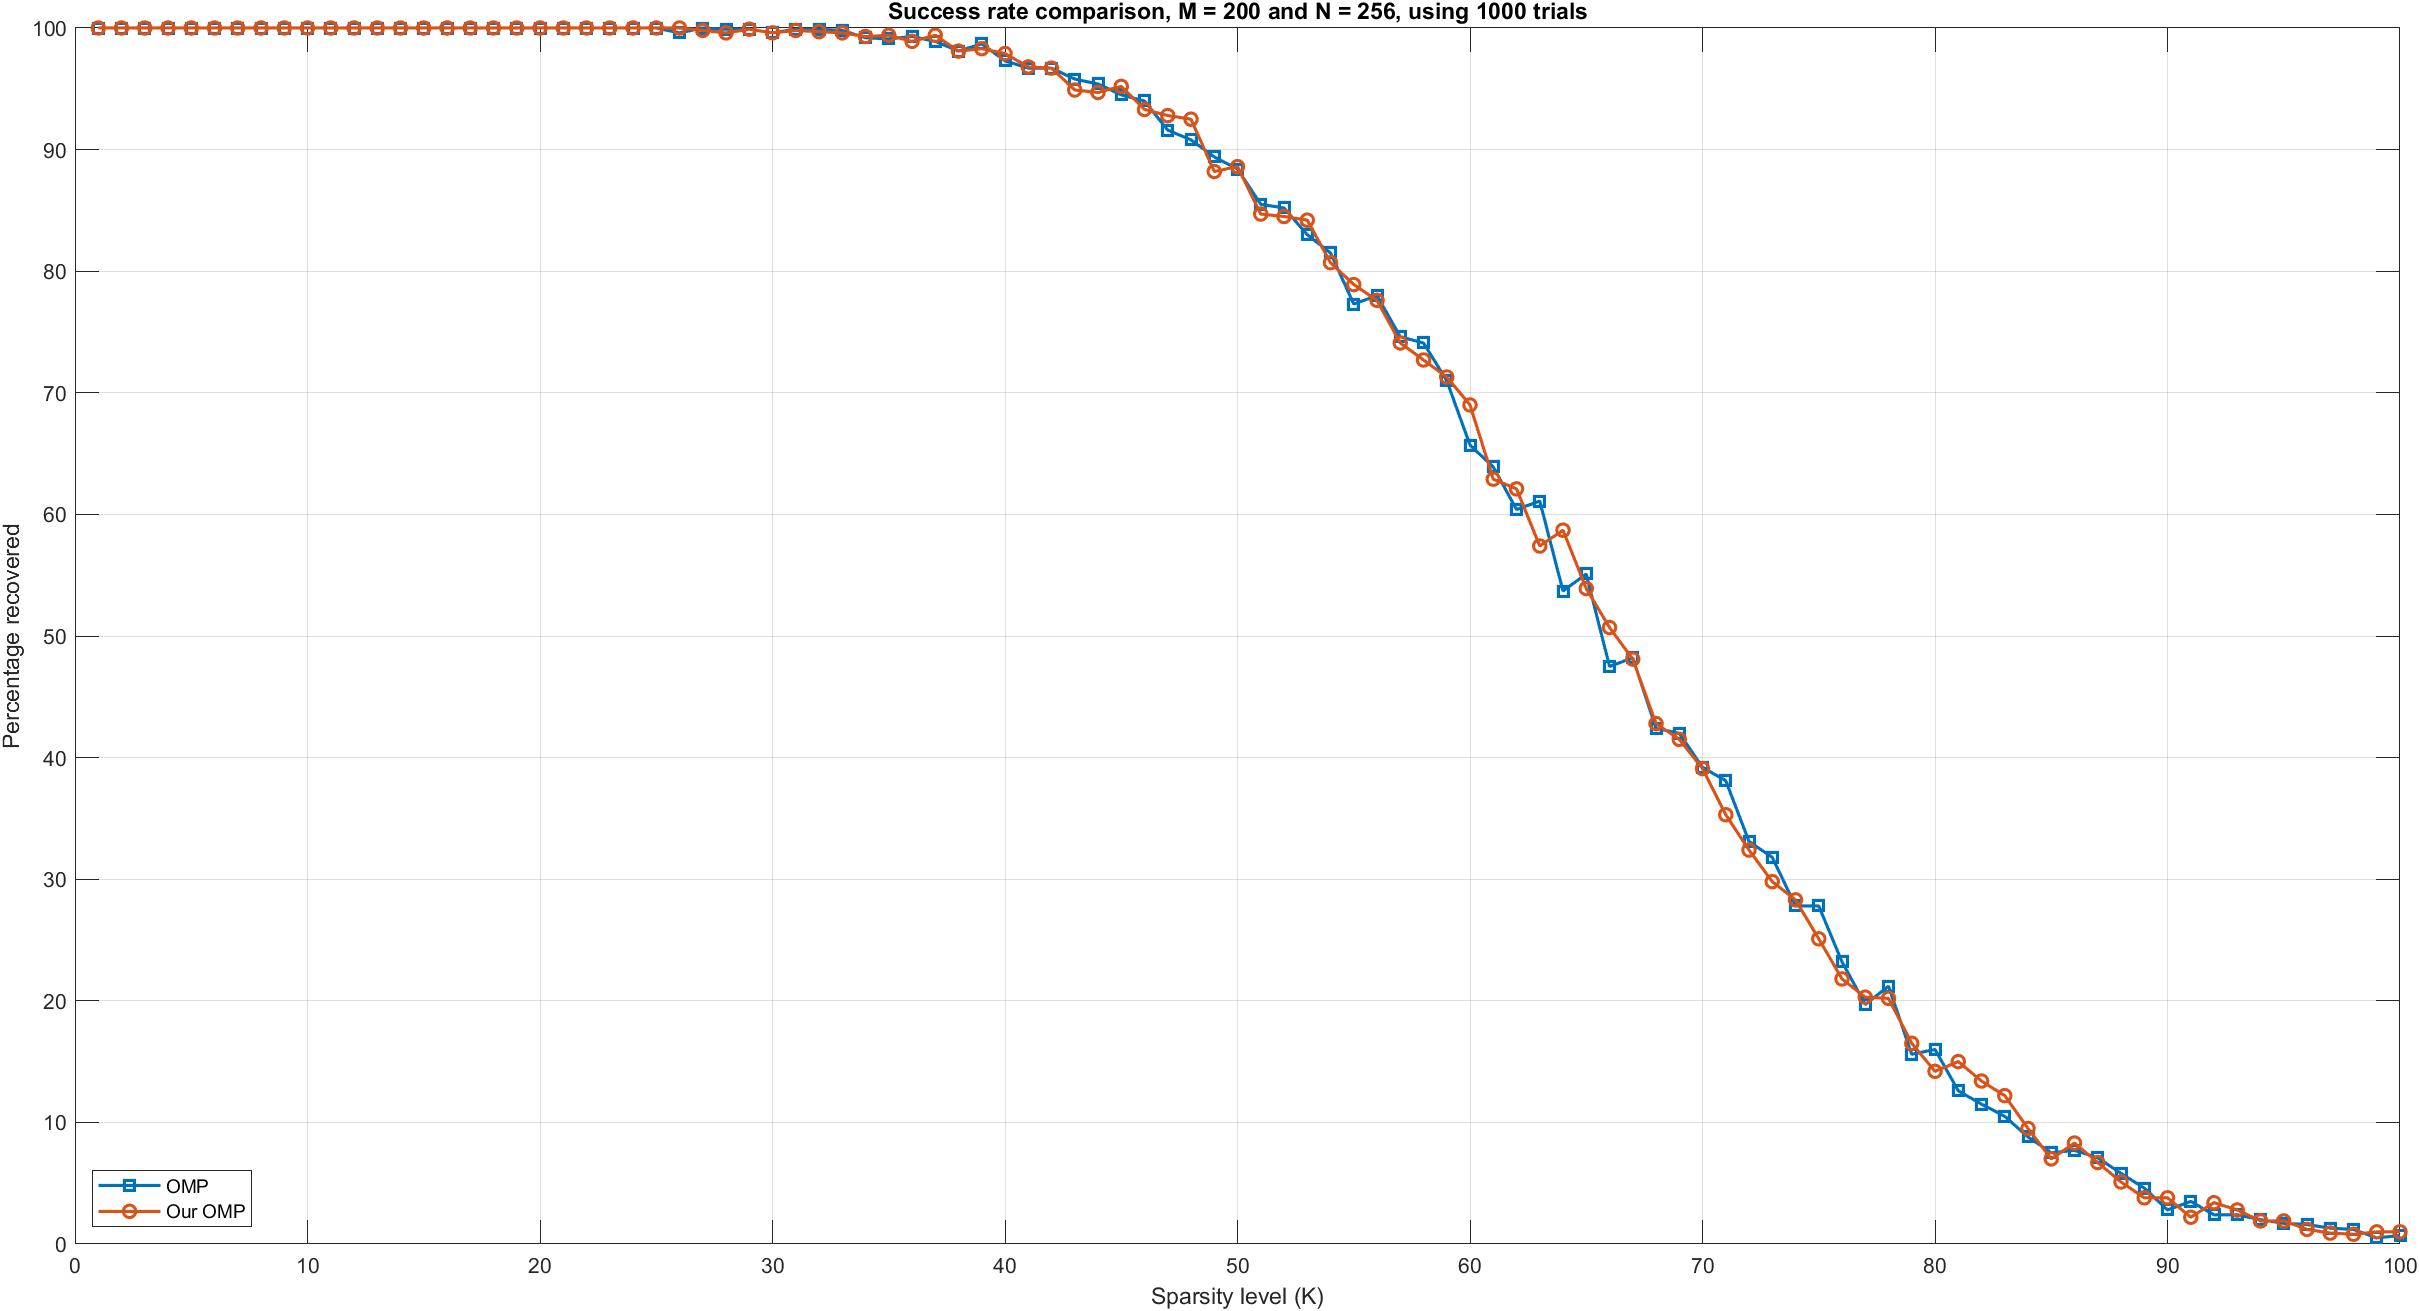 Success rate comparison, M = 200 and N = 256, using 1000 trials
100
90
80
70
60
50
40
30
20
10
0
Percentage recovered
OMP
Our OMP
0 10 20 30 40 50 60 70 80 90 100
Sparsity level (K)